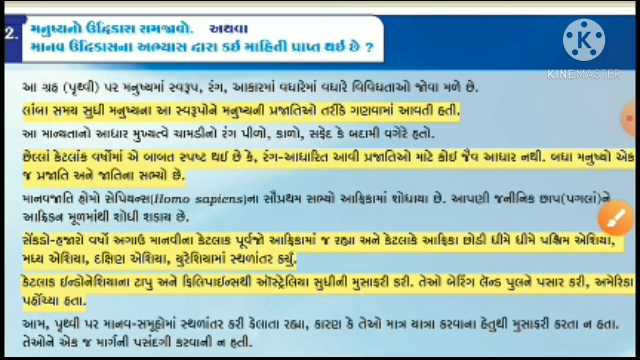 2. મનુષ્યનો ઉદ્વિકાસ સમજાવો. અથવા
માનવ ઉદ્વિકાસના અભ્યાસ દ્વારા કઇ માહિતી પ્રાપ્ત થઇ છે ?
KINEMASTER
આ ગ્રહ (પૃથ્વી) પર મનુષ્યમાં સ્વરૂપ, રંગ, આકારમાં વધારેમાં વધારે વિવિધતાઓ જોવા મળે છે.
લાંબા સમય સુધી મનુષ્યના આ સ્વરૂપોને મનુષ્યની પ્રજાતિઓ તરીકે ગણવામાં આવતી હતી.
આ માન્યતાનો આધાર મુખ્યત્વે ચામડીનો રંગ પીળો, કાળો, સફેદ કે બદામી વગેરે હતો.
છેલ્લાં કેટલાંક વર્ષોમાં એ બાબત સ્પષ્ટ થઇ છે કે, રંગ-આધારિત આવી પ્રજાતિઓ માટે કોઇ જૈવ આધાર નથી. બધા મનુષ્યો એક
જ પ્રજાતિ અને જાતિના સભ્યો છે.
માનવજાતિ હોમો સેપિયન્સ(Homo sapiens)ના સૌપ્રથમ સભ્યો આફ્રિકામાં શોધાયા છે. આપણી જનીનિક છાપ(પગલાં)ને
આફ્રિકન મૂળમાંથી શોધી શકાય છે.
સેંકડો-હજારો વર્ષો અગાઉ માનવીના કેટલાક પૂર્વજો આફ્રિકામાં જ રહ્યા અને કેટલાકે આફ્રિકા છોડી ધીમે ધીમે પશ્ચિમ એશિયા,
મધ્ય એશિયા, દક્ષિણ એશિયા, યુરેશિયામાં સ્થળાંતર કર્યું.
કેટલાક ઇન્ડોનેશિયાના ટાપુ અને ફિલિપાઇન્સથી ઓસ્ટ્રેલિયા સુધીની મુસાફરી કરી. તેઓ બેરિંગ લૅન્ડ પુલને પસાર કરી, અમેરિકા
પહોંચ્યા હતા.
આમ, પૃથ્વી પર માનવ-સમૂહોમાં સ્થળાંતર કરી ફેલાતા રહ્યા, કારણ કે તેઓ માત્ર યાત્રા કરવાના હેતુથી મુસાફરી કરતા ન હતા.
તેઓને એક જ માર્ગની પસંદગી કરવાની ન હતી.